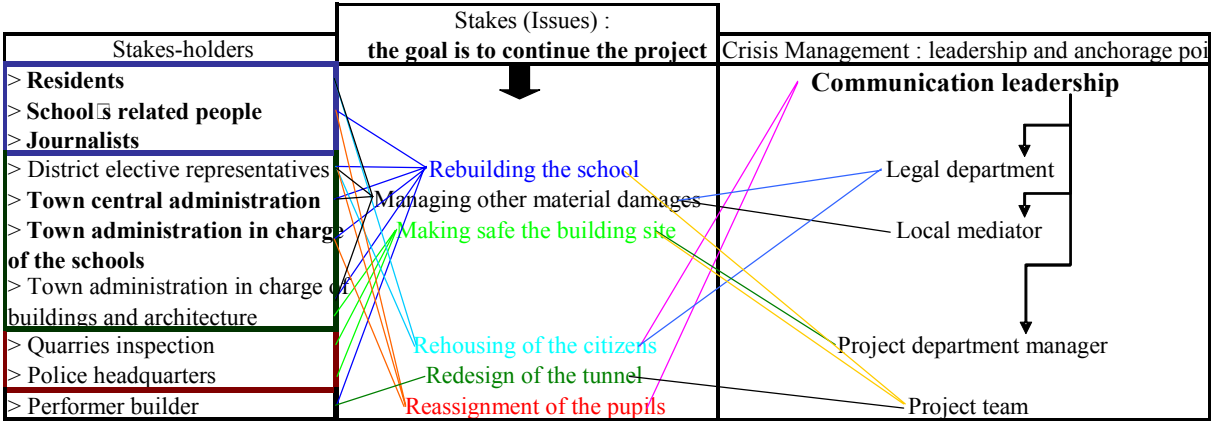 Stakes-holders
> Residents
> School□s related people
> Journalists
> District elective representatives
> Town central administration
> Town administration in charge
of the schools
> Town administration in charge of
buildings and architecture
> Quarries inspection
> Police headquarters
> Performer builder
Stakes (Issues) :
the goal is to continue the project
Rebuilding the school
Managing other material damages
Making safe the building site
Rehousing of the citizens
Redesign of the tunnel
Reassignment of the pupils
Crisis Management : leadership and anchorage poi
Communication leadership
Legal department
Local mediator
Project department manager
Project team